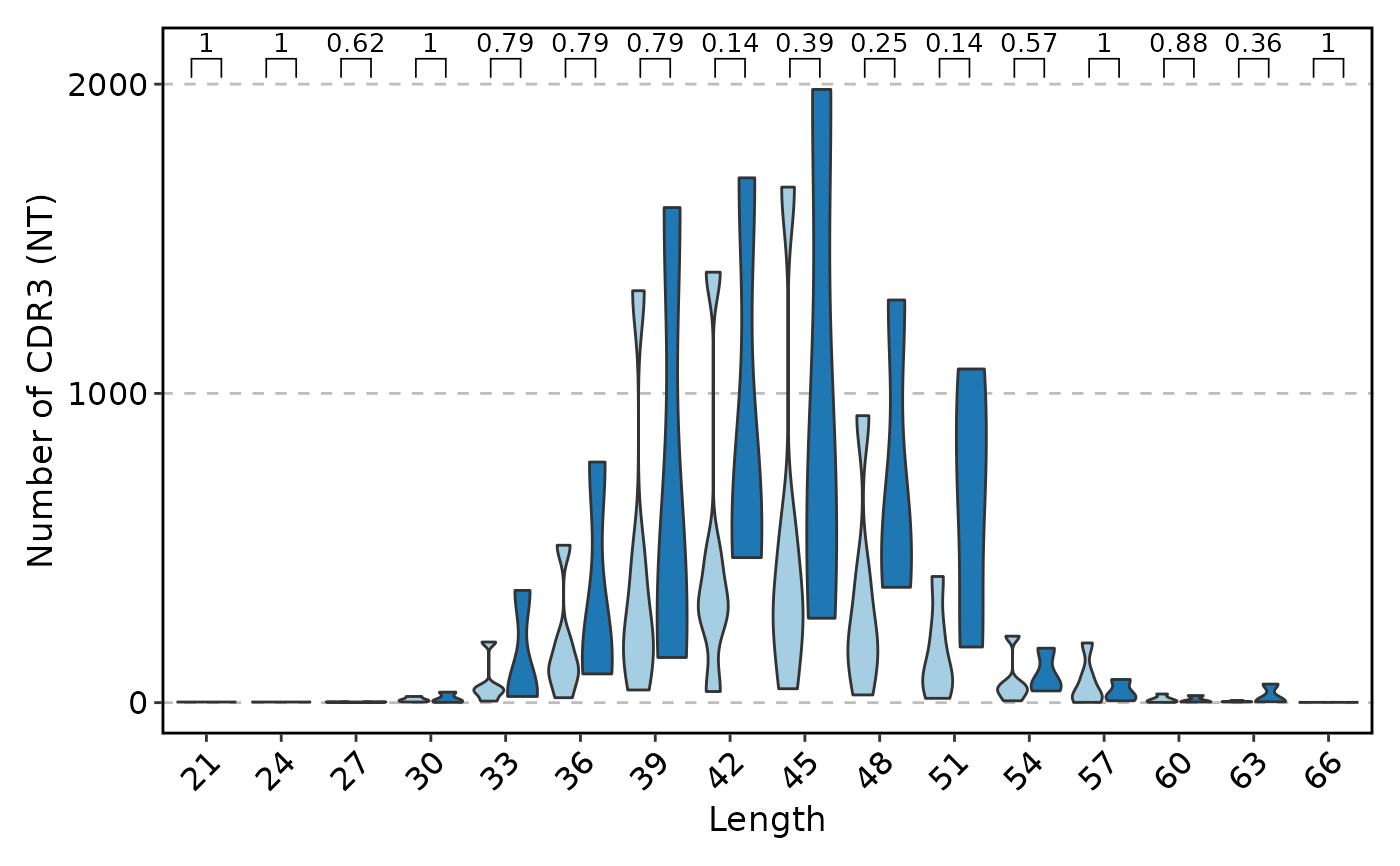 1 1 0.62 1 0.79 0.79 0.79 0.14 0.39 0.25 0.14 0.57 1 0.88 0.36 1
2000
1000
0
Number of CDR3 (NT)
21 24 27 30 33 36 39 42 45 48 51 54 57 60 63 66
Length